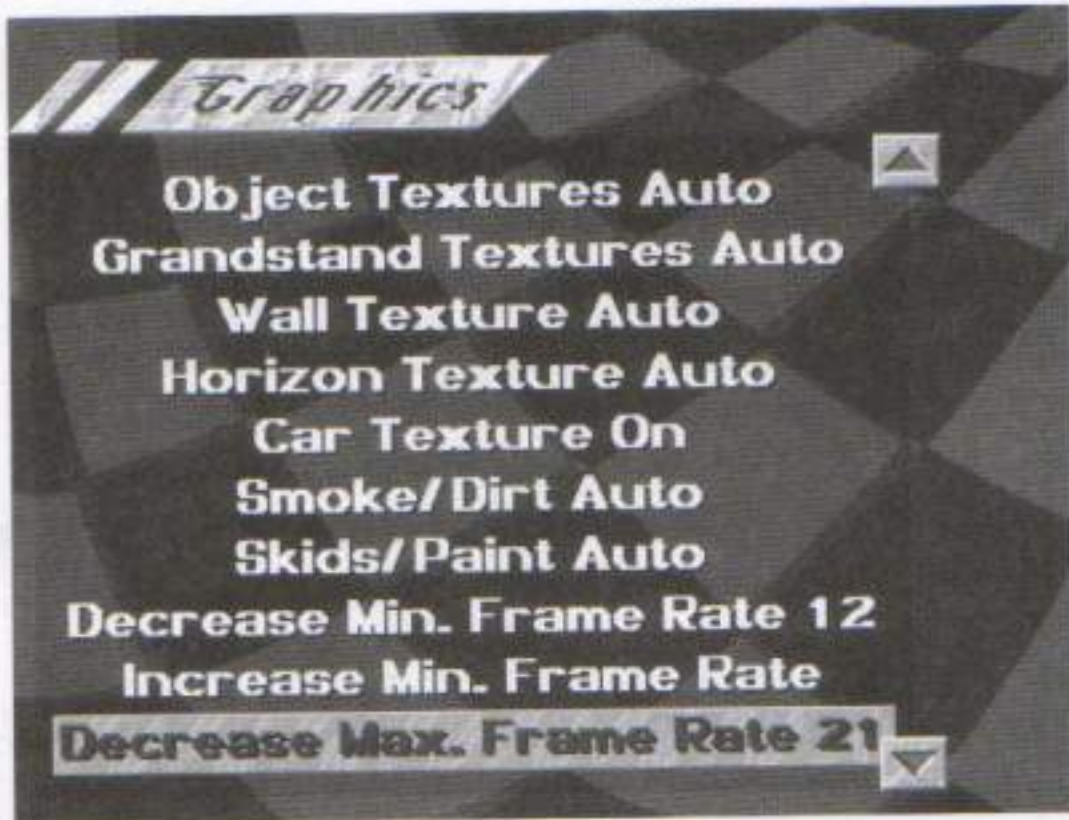 Graphics
Object Textures Auto
Grandstand Textures Auto
Wall Texture Auto
Horizon Texture Auto
Car Texture On
Smoke/Dirt Auto
Skids/Paint Auto
Decrease Min. Frame Rate 12
Increase Min. Frame Rate
Decrease Max. Frame Rate 21